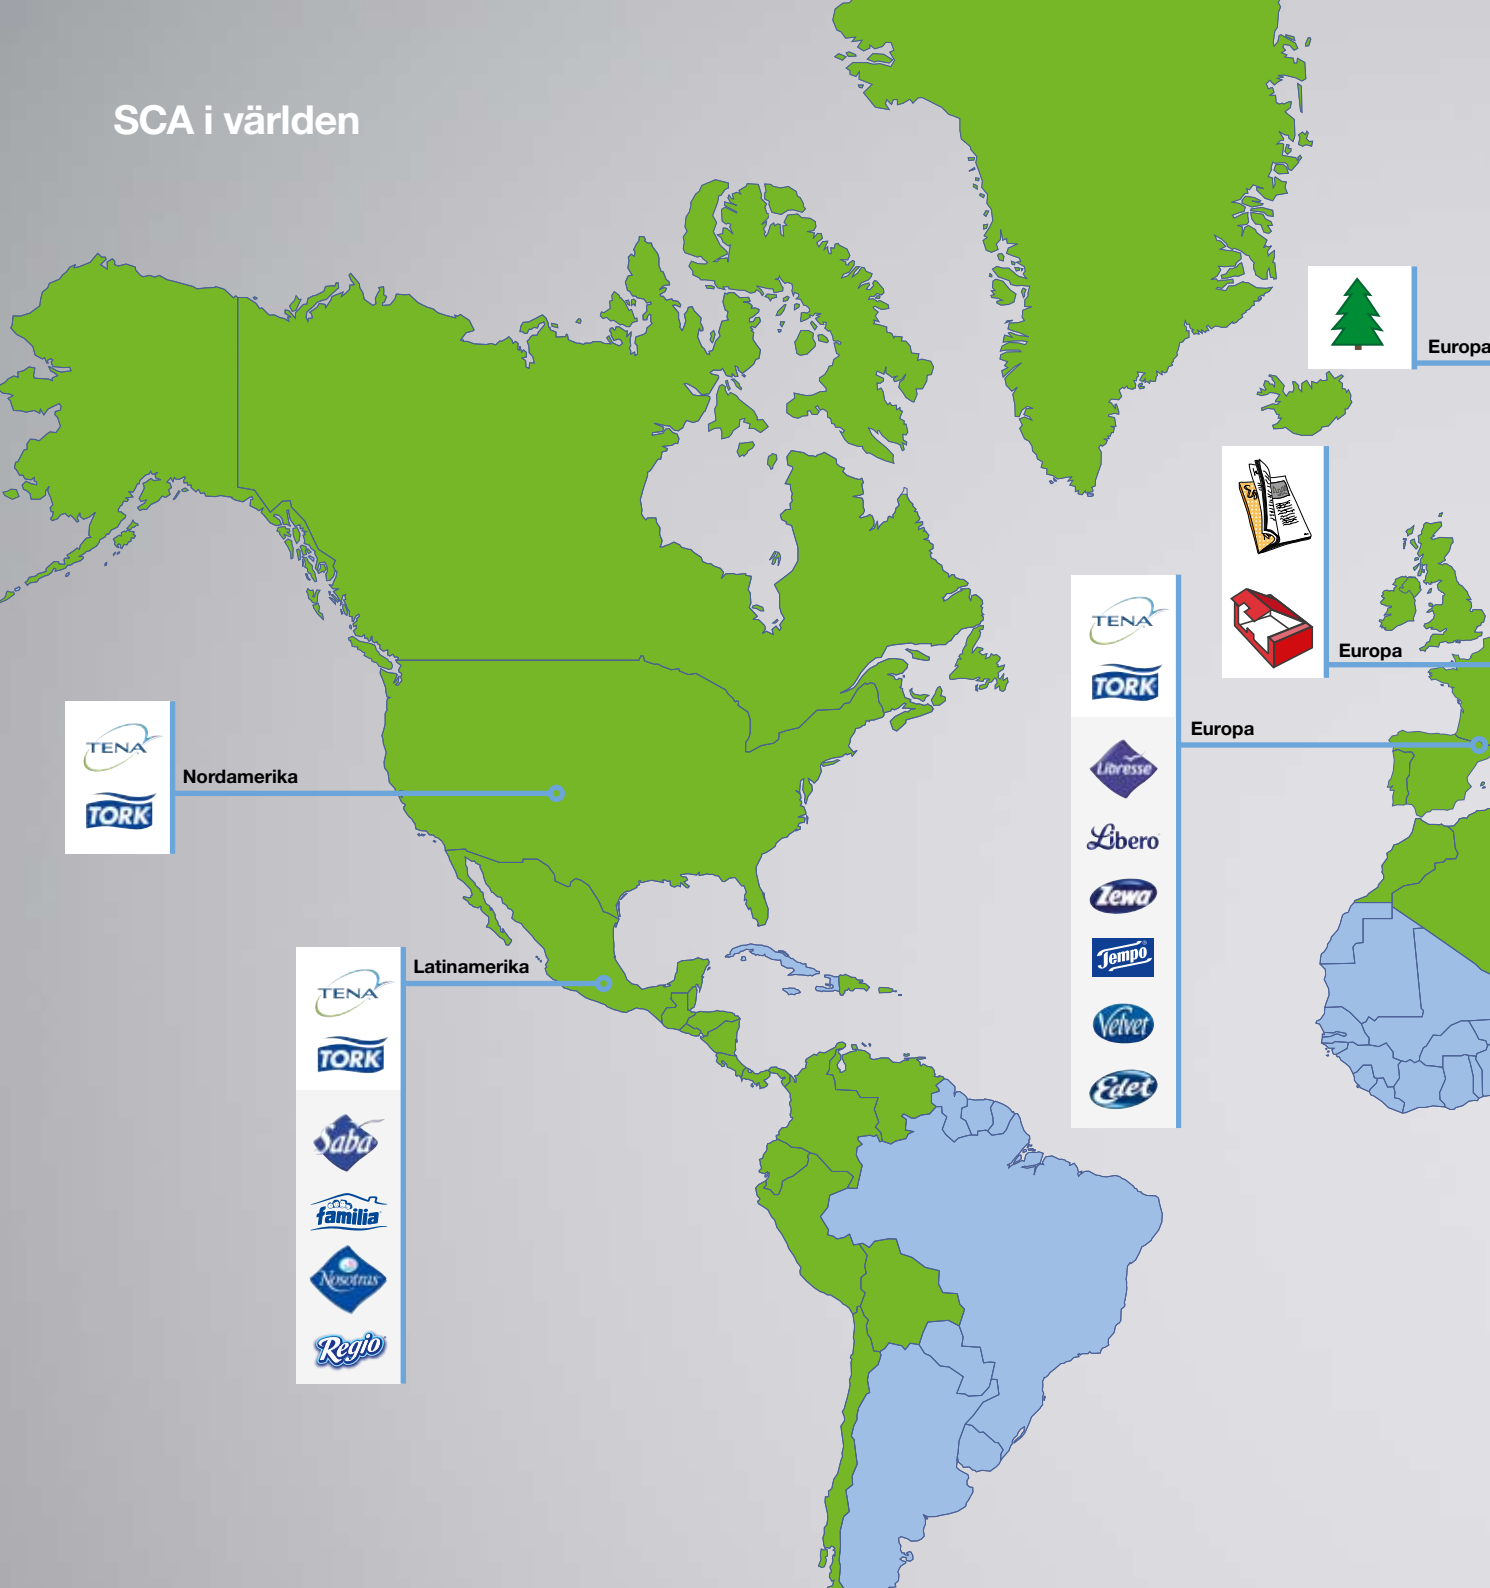 SCA i världen
Europa
Europa
TENA
TORK
Europa
Libresse
Libero
Zewa
Tempo
Velvet
Edet
TENA
TORK
Nordamerika
Latinamerika
TENA
TORK
Saba
familia
Nosotras
Regio